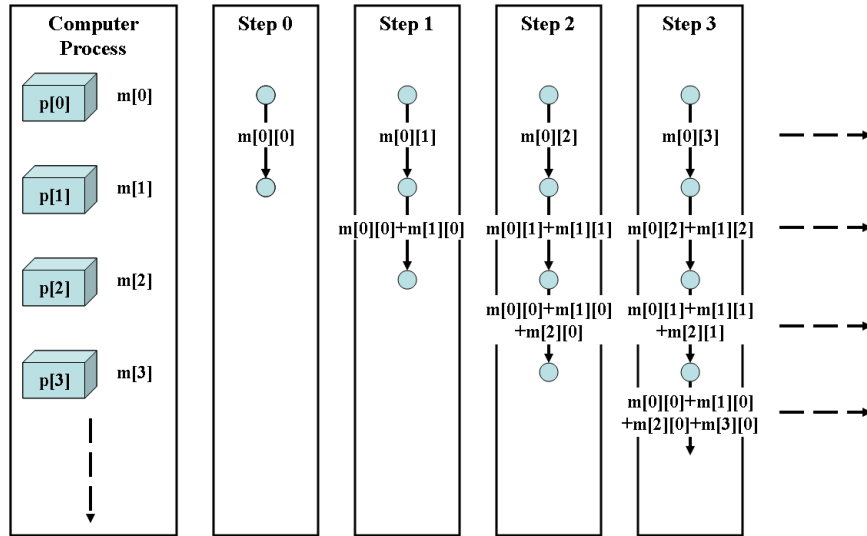 Computer
Process
Step 0
Step 1
Step 2
Step 3
p[0]
m[0]
m[0][0]
m[0][1]
m[0][2]
m[0][3]
p[1]
m[1]
m[0][0]+m[1][0]
m[0][1]+m[1][1]
m[0][2]+m[1][2]
p[2]
m[2]
m[0][0]+m[1][0]
+m[2][0]
m[0][1]+m[1][1]
+m[2][1]
p[3]
m[3]
m[0][0]+m[1][0]
+m[2][0]+m[3][0]